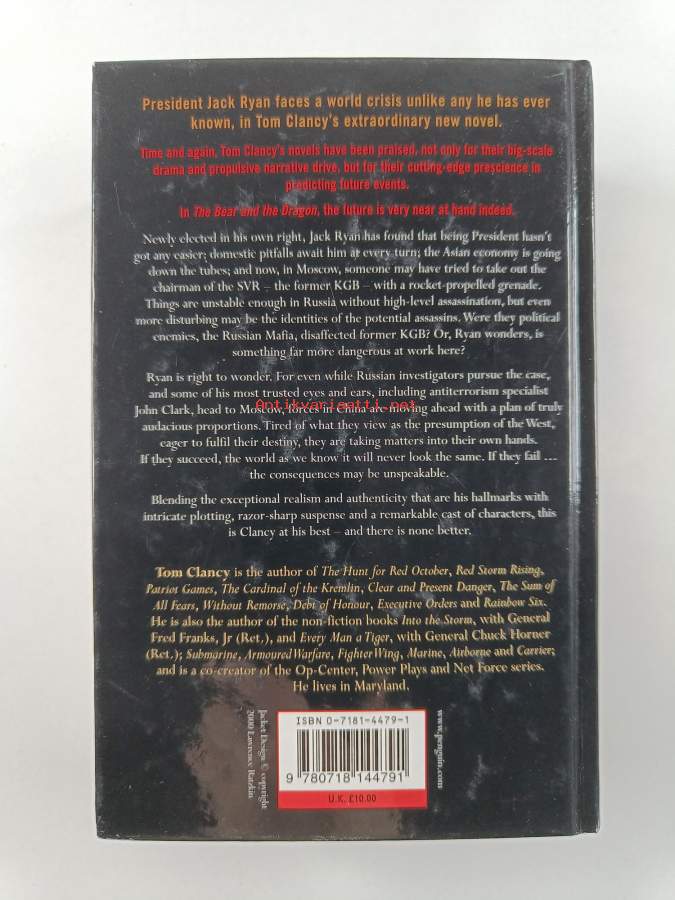 President Jack Ryan faces a world crisis unlike any he has ever
known, in Tom Clancy's extraordinary new novel.
Time and again, Tom Clancy's novels have been praised, not only for their big-scale
drama and propulsive narrative drive, but for their cutting-edge prescience in
predicting future events.
In The Bear and the Dragon, the future is very near at hand indeed.
Newly elected in his own right, Jack Ryan has found that being President hasn't
got any easier: domestic pitfalls await him at every turn; the Asian economy is going
down the tubes; and now, in Moscow, someone may have tried to take out the
chairman of the SVR – the former KGB – with a rocket-propelled grenade.
Things are unstable enough in Russia without high-level assassination, but even
more disturbing may be the identities of the potential assassins. Were they political
enemies, the Russian Mafia, disaffected former KGB? Or, Ryan wonders, is
something far more dangerous at work here?
Ryan is right to wonder. For even while Russian investigators pursue the case,
and some of his most trusted eyes and ears, including antiterrorism specialist
Antikvariaatti.net
John Clark, head to Moscow, forces in China are moving ahead with a plan of truly
audacious proportions. Tired of what they view as the presumption of the West,
eager to fulfil their destiny, they are taking matters into their own hands.
If they succeed, the world as we know it will never look the same. If they fail ...
the consequences may be unspeakable.
Blending the exceptional realism and authenticity that are his hallmarks with
intricate plotting, razor-sharp suspense and a remarkable cast of characters, this
is Clancy at his best – and there is none better.
Tom Clancy is the author of The Hunt for Red October, Red Storm Rising,
Patriot Games, The Cardinal of the Kremlin, Clear and Present Danger, The Sum of
All Fears, Without Remorse, Debt of Honour, Executive Orders and Rainbow Six.
He is also the author of the non-fiction books Into the Storm, with General
Fred Franks, Jr (Ret.), and Every Man a Tiger, with General Chuck Horner
(Ret.); Submarine, Armoured Warfare, Fighter Wing, Marine, Airborne and Carrier;
and is a co-creator of the Op-Center, Power Plays and Net Force series.
He lives in Maryland.
Jacket Design © copyright
2000 Lawrence Ratzkin
ISBN 0-7181-4479-1
9 780718 144791
U.K. £10.00
www.penguin.com